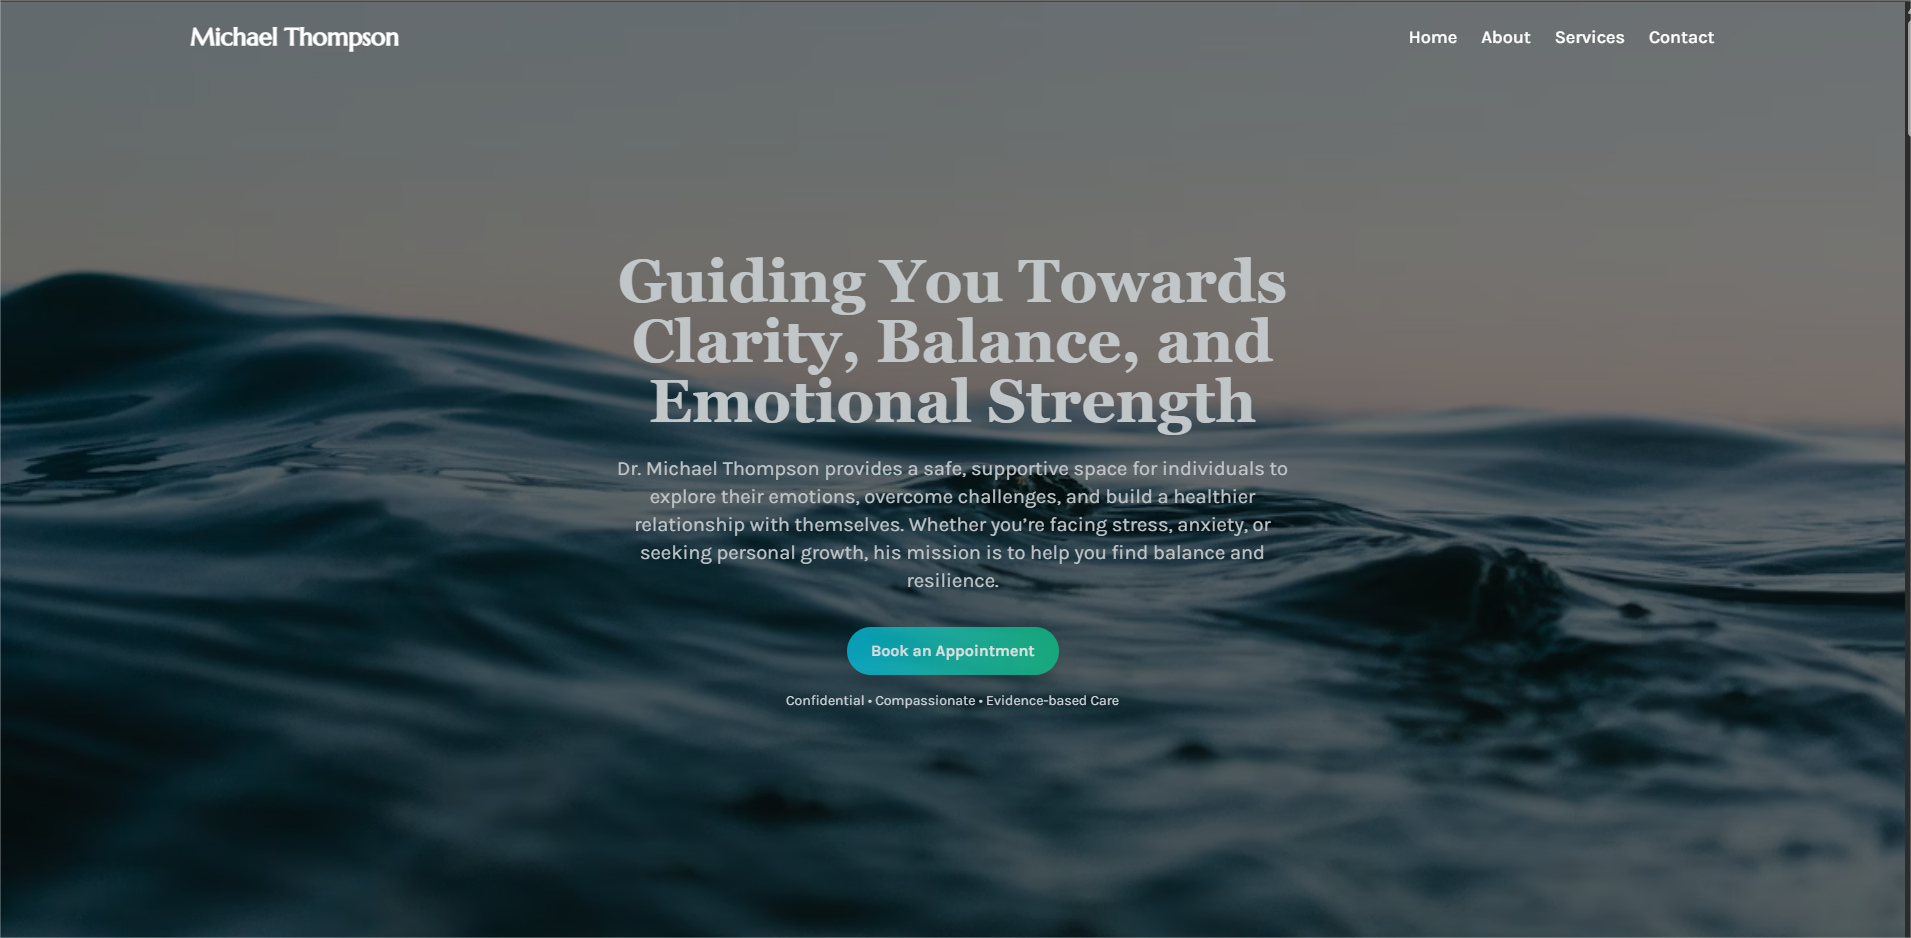 Michael Thompson
Home About Services Contact
Guiding You Towards
Clarity, Balance, and
Emotional Strength
Dr. Michael Thompson provides a safe, supportive space for individuals to
explore their emotions, overcome challenges, and build a healthier
relationship with themselves. Whether you’re facing stress, anxiety, or
seeking personal growth, his mission is to help you find balance and
resilience.
Book an Appointment
Confidential • Compassionate • Evidence-based Care